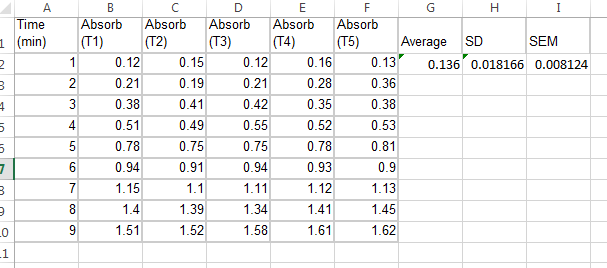 A B C D E F G H I
Time Absorb Absorb Absorb Absorb Absorb
1 (min) (T1) (T2) (T3) (T4) (T5) Average SD SEM
2 1 0.12 0.15 0.12 0.16 0.13 0.136 0.018166 0.008124
3 2 0.21 0.19 0.21 0.28 0.36
4 3 0.38 0.41 0.42 0.35 0.38
5 4 0.51 0.49 0.55 0.52 0.53
5 0.78 0.75 0.75 0.78 0.81
7 6 0.94 0.91 0.94 0.93 0.9
8 7 1.15 1.1 1.11 1.12 1.13
9 8 1.4 1.39 1.34 1.41 1.45
0 9 1.51 1.52 1.58 1.61 1.62
1